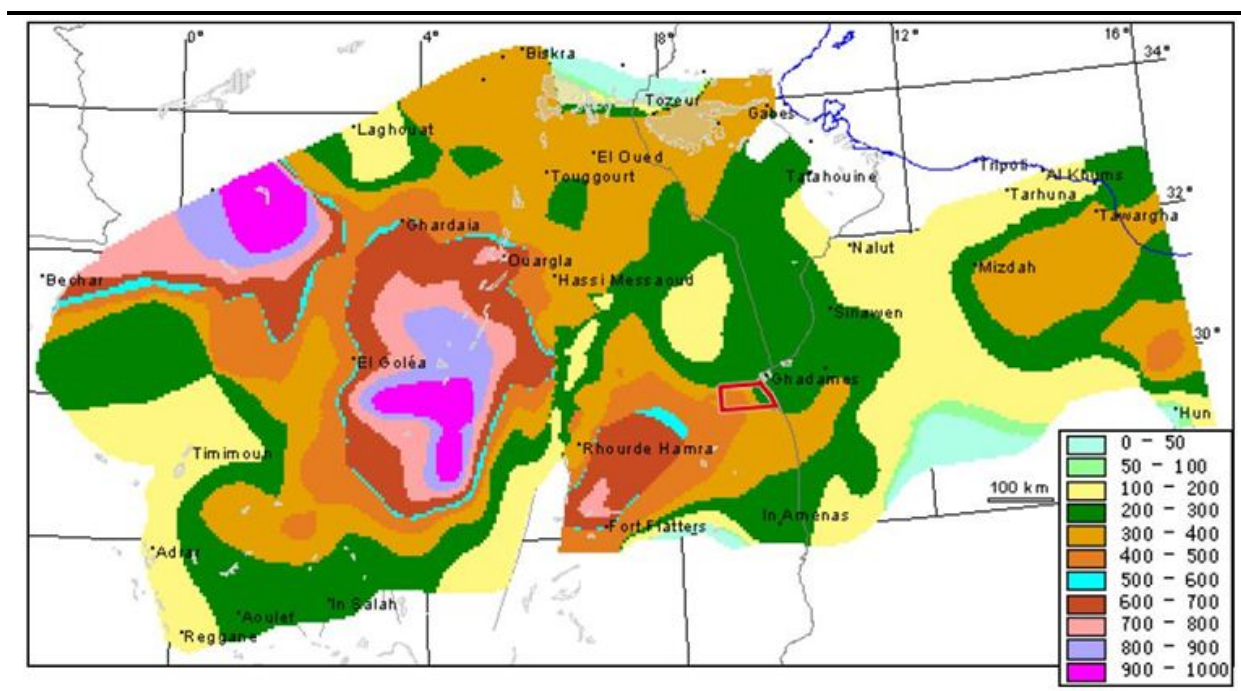 0° 4° 8° 12° 16°
34°
Biskra
Tozeur
Gabes
Laghouat
El Oued
Touggourt
Tatahouine
Tripoli
Al Khums
Tarhuna
32°
Tawargha
Ghardaia
Nalut
Ouargla
Mizdah
Bechar
Hassi Messaoud
Sinawen
30°
El Goléa
Ghadames
Hun
Timimoun
Rhourde Hamra
0 - 50
50 - 100
100 - 200
200 - 300
300 - 400
400 - 500
500 - 600
600 - 700
700 - 800
800 - 900
900 - 1000
100 km
In Amenas
Fort Flatters
Adrar
In Salah
Aoulef
Reggane